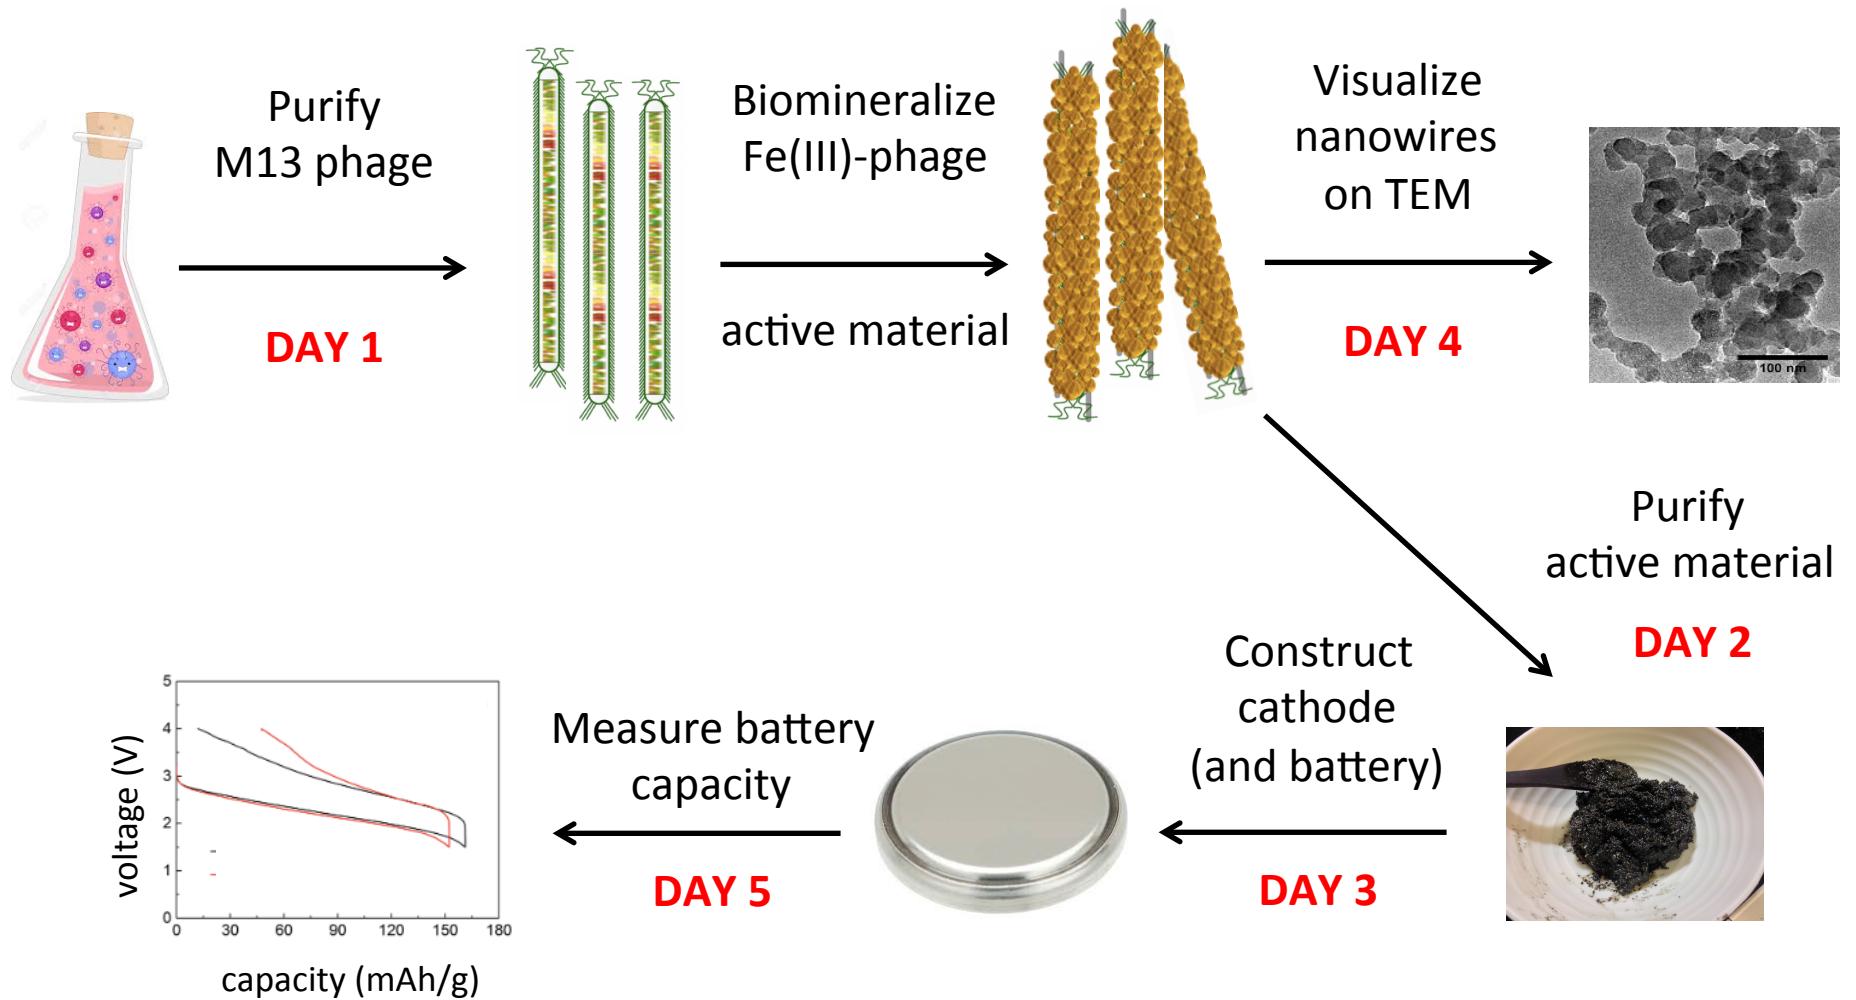 Purify
M13 phage
DAY 1
Biomineralize
Fe(III)-phage
active material
Visualize
nanowires
on TEM
DAY 4
100 nm
Purify
active material
DAY 2
Construct
cathode
(and battery)
DAY 3
Measure battery
capacity
DAY 5
voltage (V)
5
4
3
2
1
0
0 30 60 90 120 150 180
capacity (mAh/g)